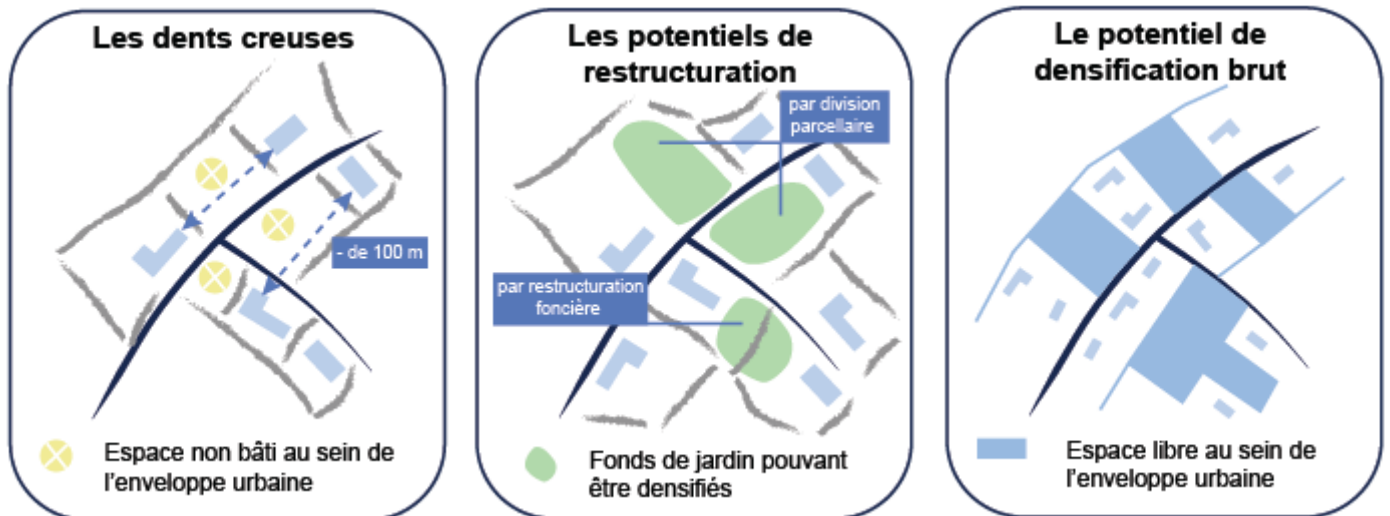 Les dents creuses
- de 100 m
Espace non bâti au sein de
l'enveloppe urbaine
Les potentiels de
restructuration
par division
parcellaire
par restructuration
foncière
Fonds de jardin pouvant
être densifiés
Le potentiel de
densification brut
Espace libre au sein de
l'enveloppe urbaine